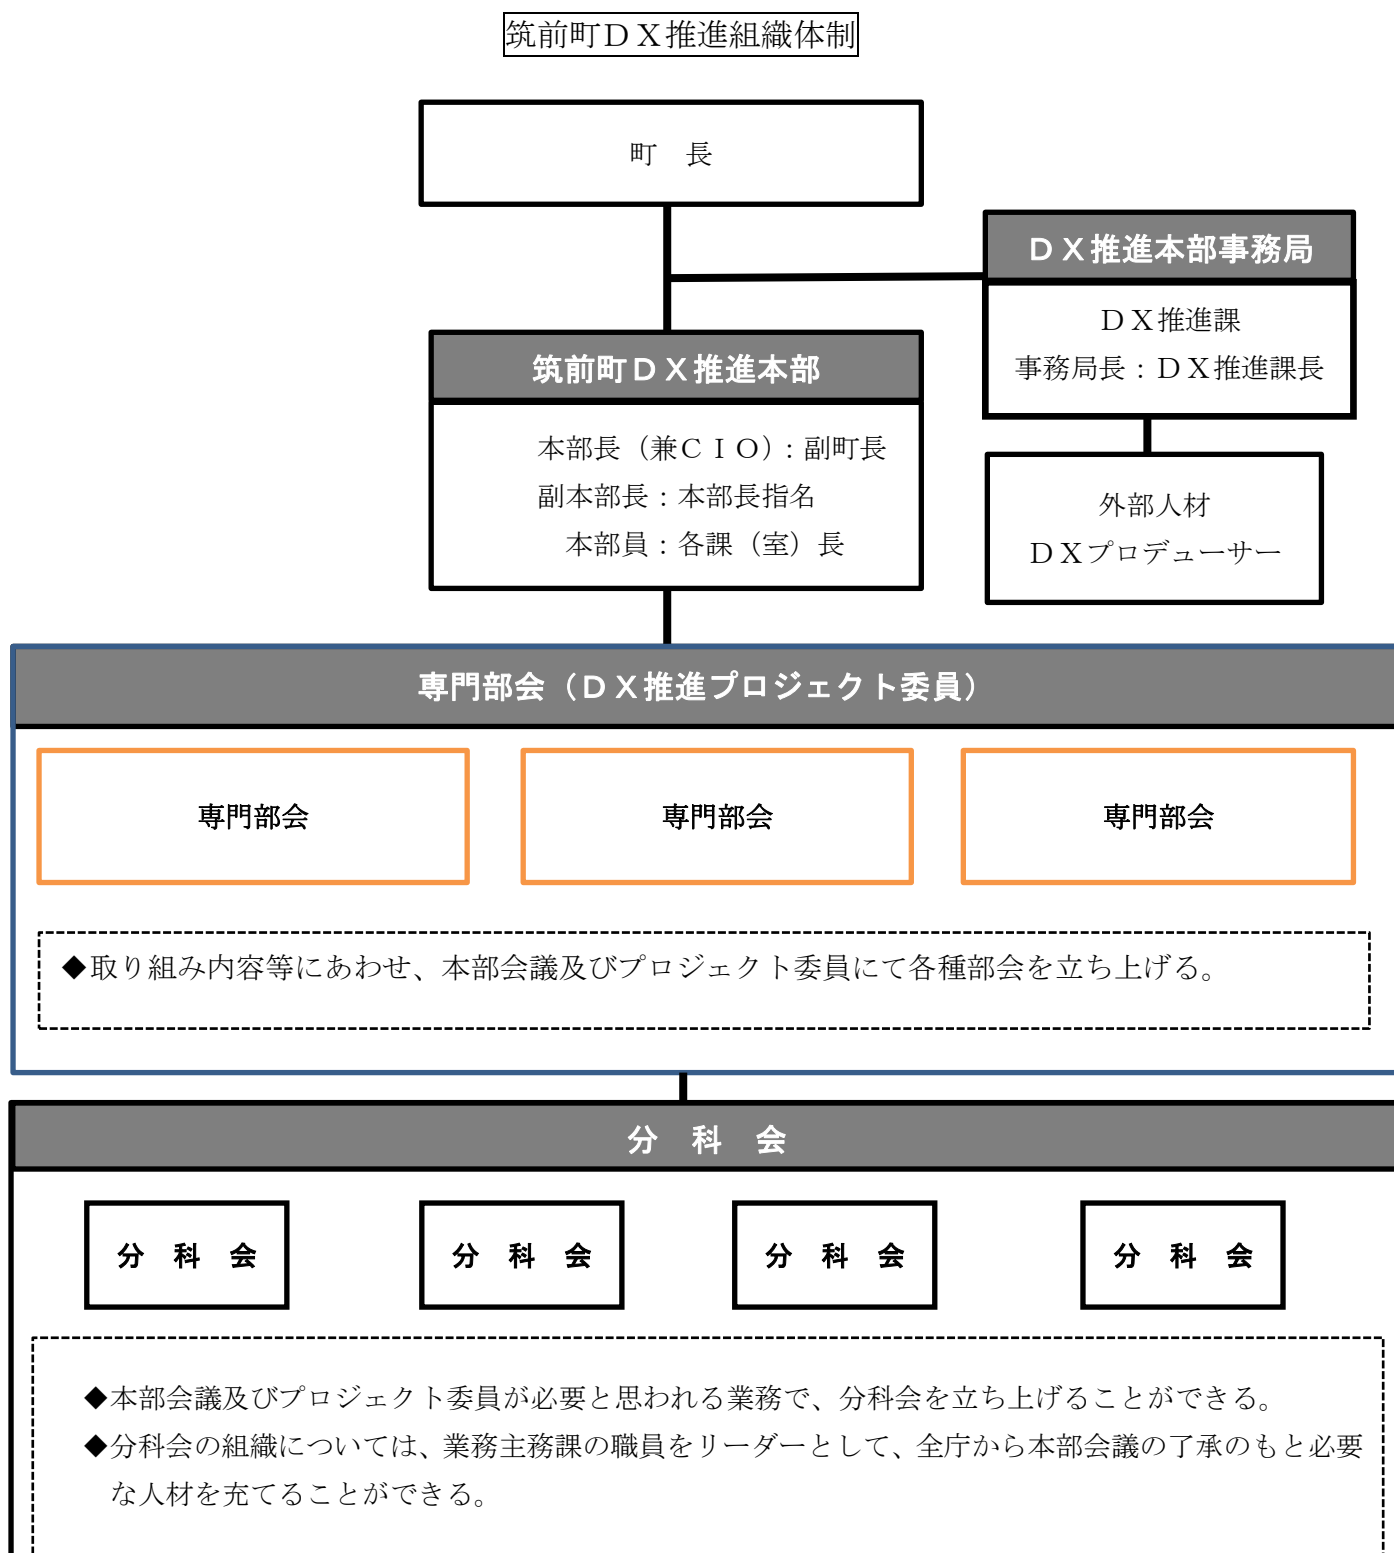 筑前町ＤＸ推進組織体制
町　長
ＤＸ推進本部事務局
ＤＸ推進課
事務局長：ＤＸ推進課長
筑前町ＤＸ推進本部
本部長（兼ＣＩＯ）：副町長
副本部長：本部長指名
本部員：各課（室）長
外部人材
ＤＸプロデューサー
専門部会（ＤＸ推進プロジェクト委員）
専門部会
専門部会
専門部会
◆取り組み内容等にあわせ、本部会議及びプロジェクト委員にて各種部会を立ち上げる。
分　科　会
分　科　会
分　科　会
分　科　会
分　科　会
◆本部会議及びプロジェクト委員が必要と思われる業務で、分科会を立ち上げることができる。
◆分科会の組織については、業務主務課の職員をリーダーとして、全庁から本部会議の了承のもと必要
な人材を充てることができる。